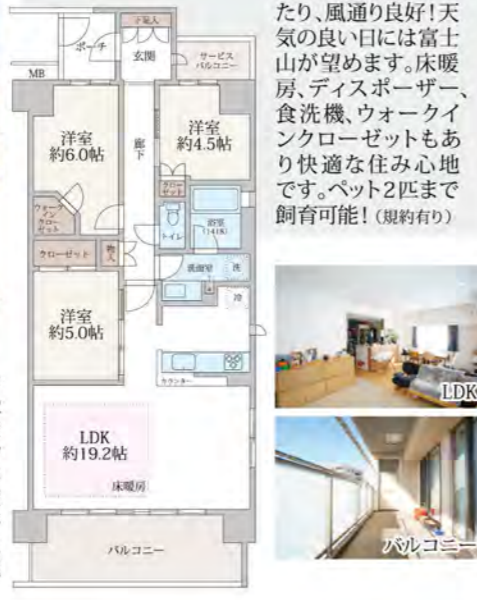 たり、風通り良好!天
気の良い日には富士
山が望めます。床暖
房、ディスポーザー、
食洗機、ウォークイ
ンクローゼットもあ
り快適な住み心地
です。ペット2匹まで
飼育可能!(規約有り)
下足入
ポーチ
玄関
サービス
バルコニー
MB
洋室
約6.0帖
廊下
洋室
約4.5帖
クロー
ゼット
ウォー
クイン
クロー
ゼット
トイレ
浴室
(1418)
クローゼット
物入
洗面室
洗
冷
洋室
約5.0帖
カウンター
LDK
約19.2帖
床暖房
バルコニー
LDK
バルコニー